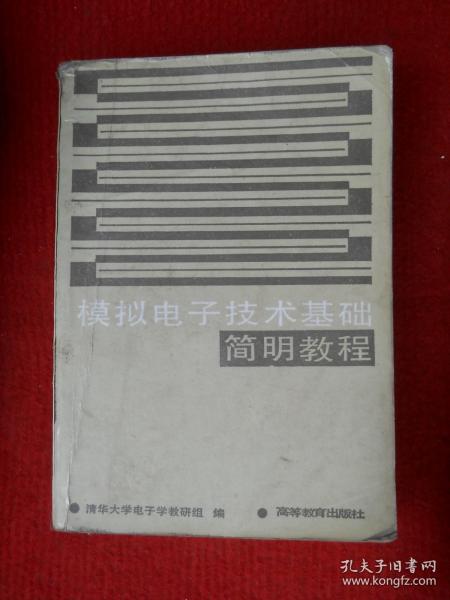 模拟电子技术基础
简明教程
清华大学电子学教研组 编
高等教育出版社
孔夫子旧书网
www.kongfz.com